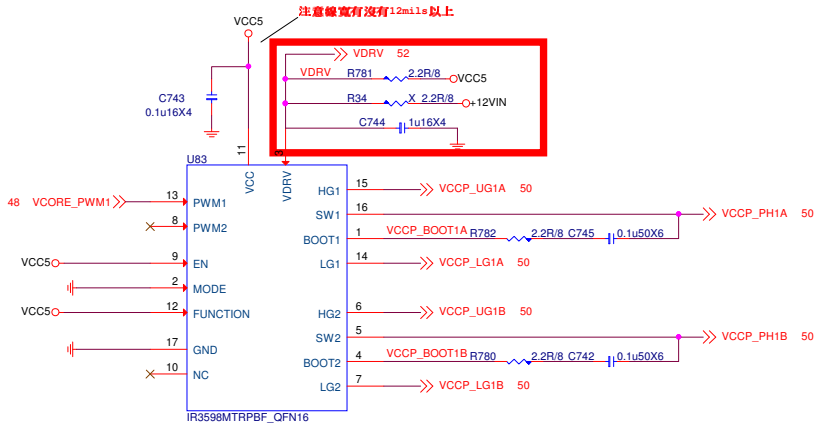 注意線寬有沒有12mils以上
VCC5
VDRV 52
VDRV R781 2.2R/8 VCC5
R34 X 2.2R/8 +12VIN
C744 1u16X4
C743
0.1u16X4
U83
11
VCC
3
VDRV
48 VCORE_PWM1 13 PWM1
8 PWM2
VCC5 9 EN
2 MODE
VCC5 12 FUNCTION
17 GND
10 NC
HG1 15 VCCP_UG1A 50
SW1 16 VCCP_PH1A 50
BOOT1 1 VCCP_BOOT1A R782 2.2R/8 C745 0.1u50X6
LG1 14 VCCP_LG1A 50
HG2 6 VCCP_UG1B 50
SW2 5 VCCP_PH1B 50
BOOT2 4 VCCP_BOOT1B R780 2.2R/8 C742 0.1u50X6
LG2 7 VCCP_LG1B 50
IR3598MTRPBF_QFN16